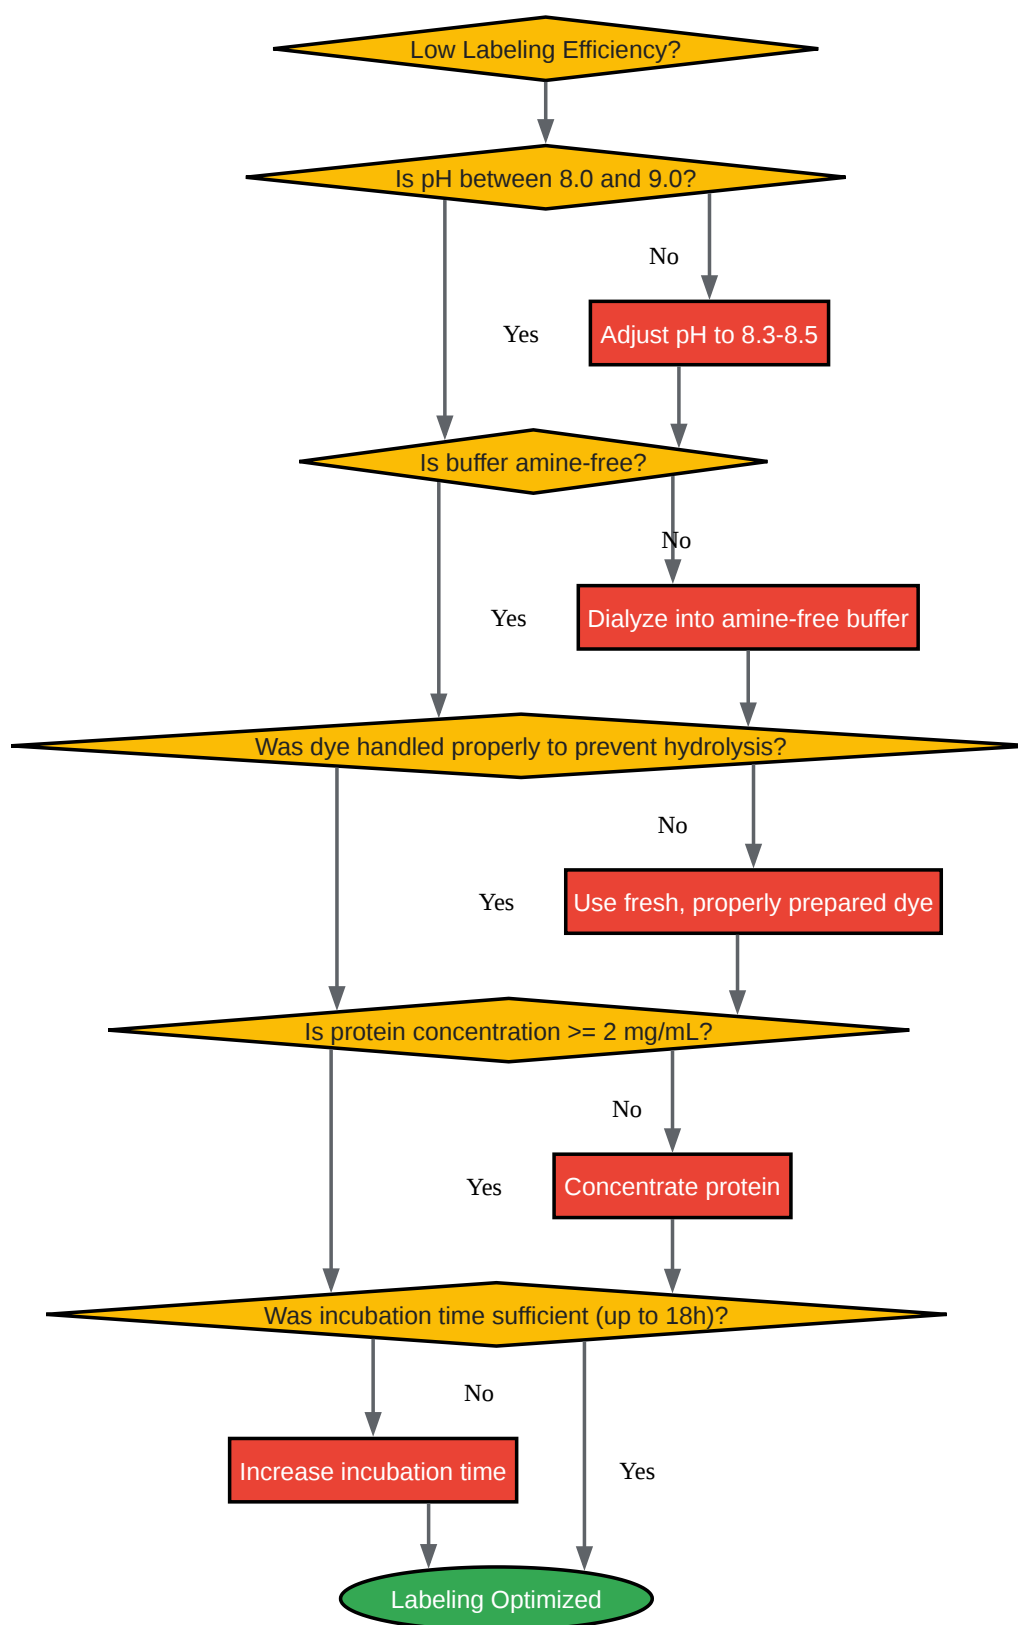 Low Labeling Efficiency?
Is pH between 8.0 and 9.0?
No
Yes
Adjust pH to 8.3-8.5
Is buffer amine-free?
No
Yes
Dialyze into amine-free buffer
Was dye handled properly to prevent hydrolysis?
No
Yes
Use fresh, properly prepared dye
Is protein concentration >= 2 mg/mL?
No
Yes
Concentrate protein
Was incubation time sufficient (up to 18h)?
No
Increase incubation time
Yes
Labeling Optimized